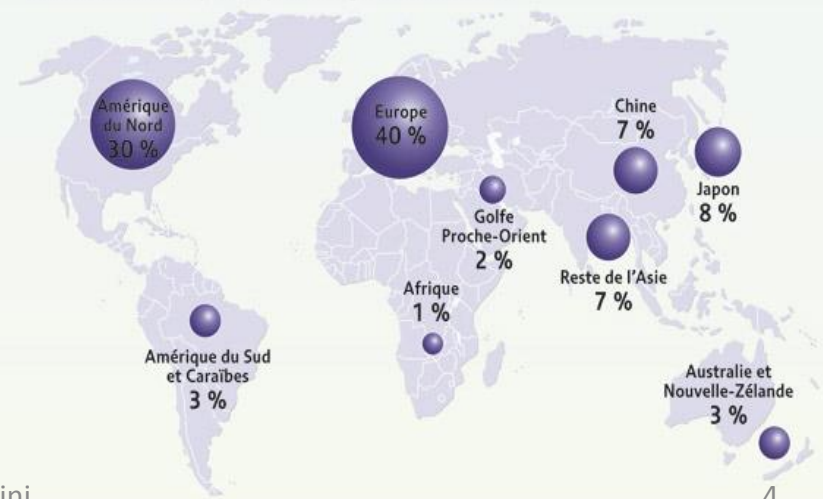 Amérique
du Nord
30 %
Europe
40 %
Chine
7 %
Japon
8 %
Golfe
Proche-Orient
2 %
Reste de l'Asie
7 %
Afrique
1 %
Amérique du Sud
et Caraïbes
3 %
Australie et
Nouvelle-Zélande
3 %
4